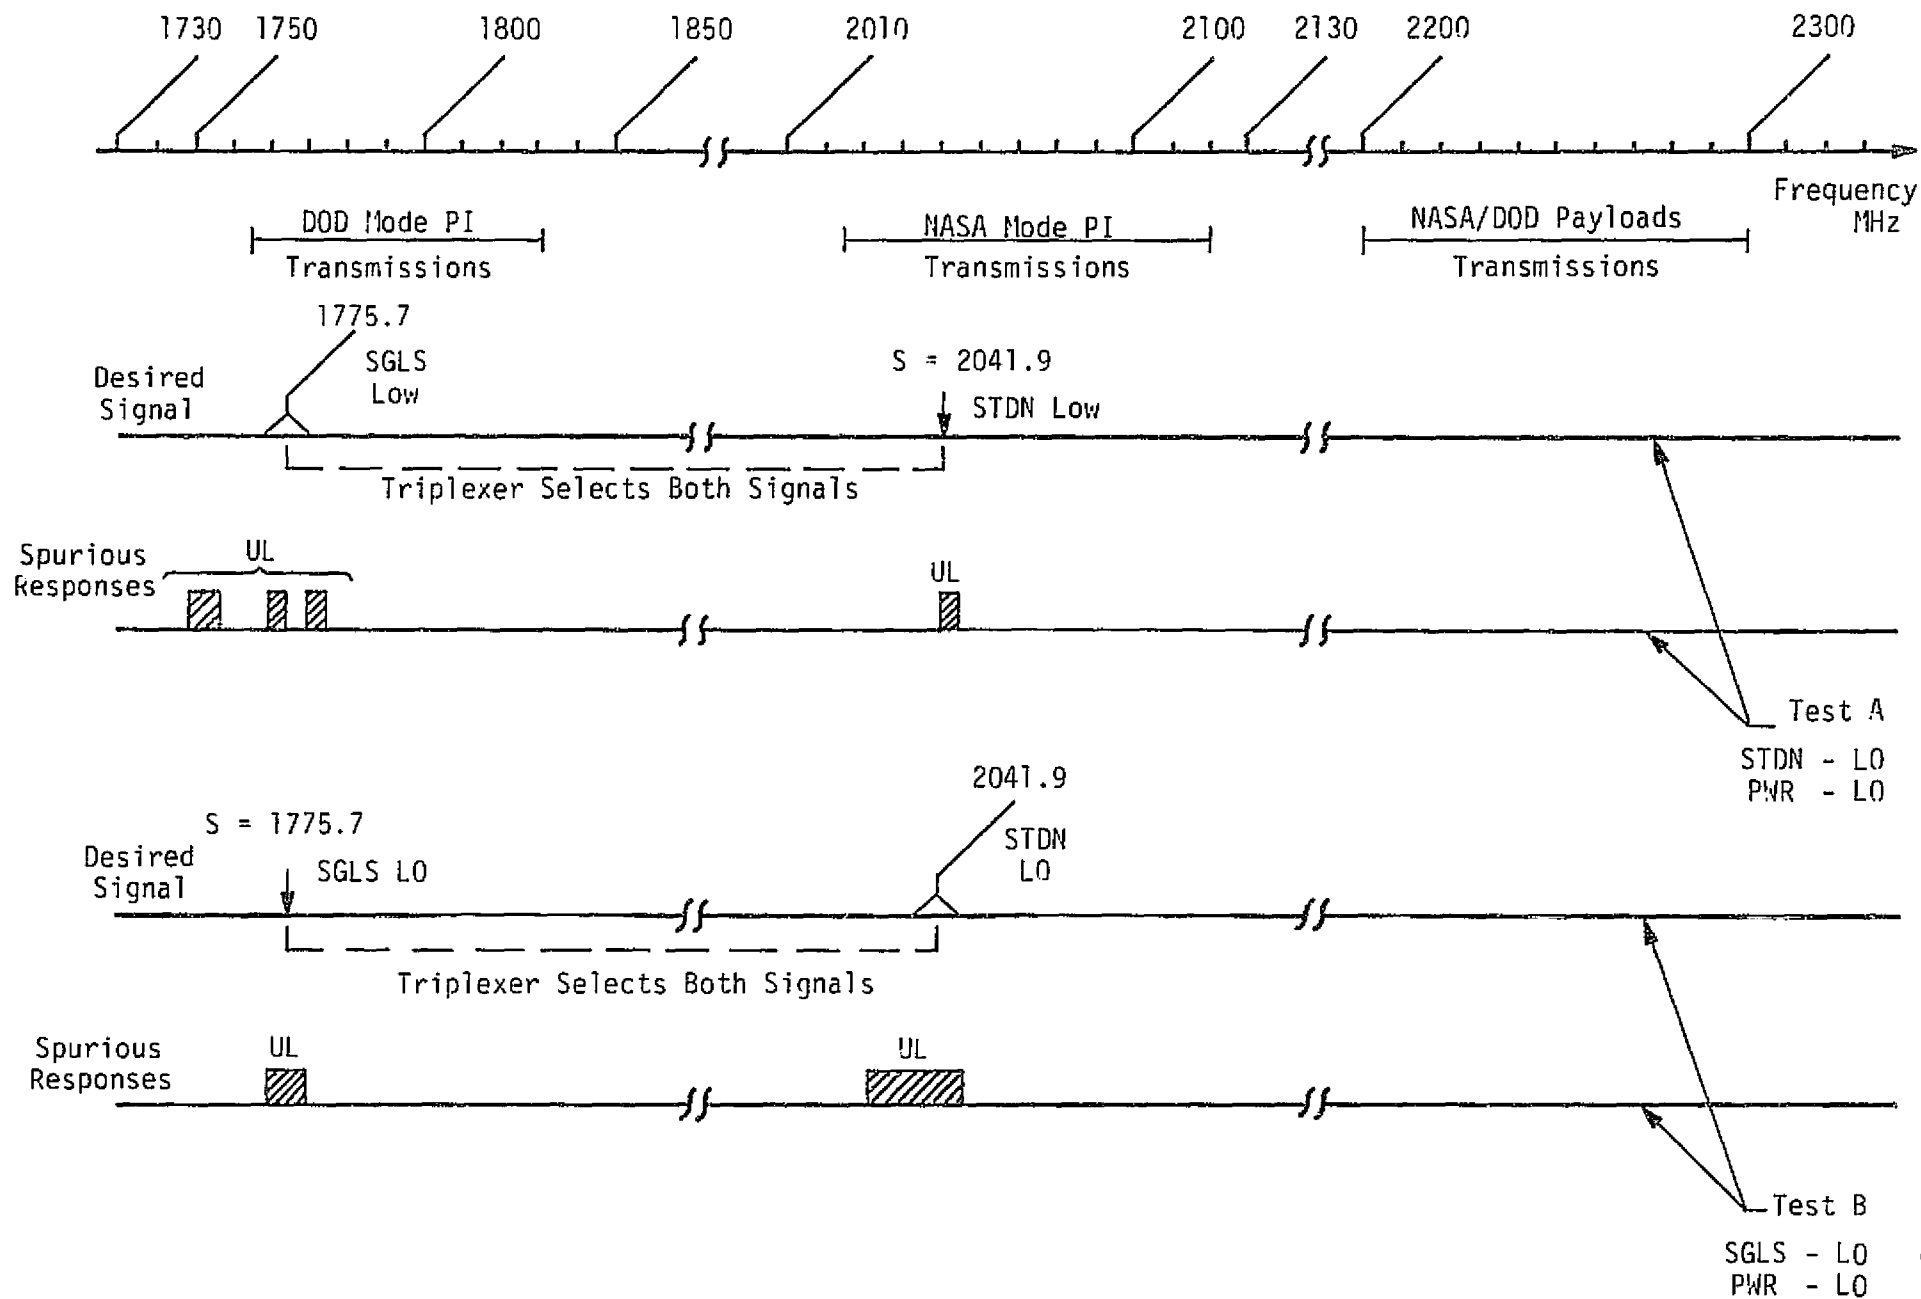 1730 1750 1800 1850 2010 2100 2130 2200 2300
Frequency
MHz
DOD Mode PI
Transmissions
NASA Mode PI
Transmissions
NASA/DOD Payloads
Transmissions
1775.7
SGLS
Low
Desired
Signal
S = 2041.9
STDN Low
Triplexer Selects Both Signals
Spurious
Responses
UL
UL
Test A
STDN - LO
PWR - LO
S = 1775.7
SGLS LO
Desired
Signal
2041.9
STDN
LO
Triplexer Selects Both Signals
Spurious
Responses
UL
UL
Test B
SGLS - LO
PWR - LO